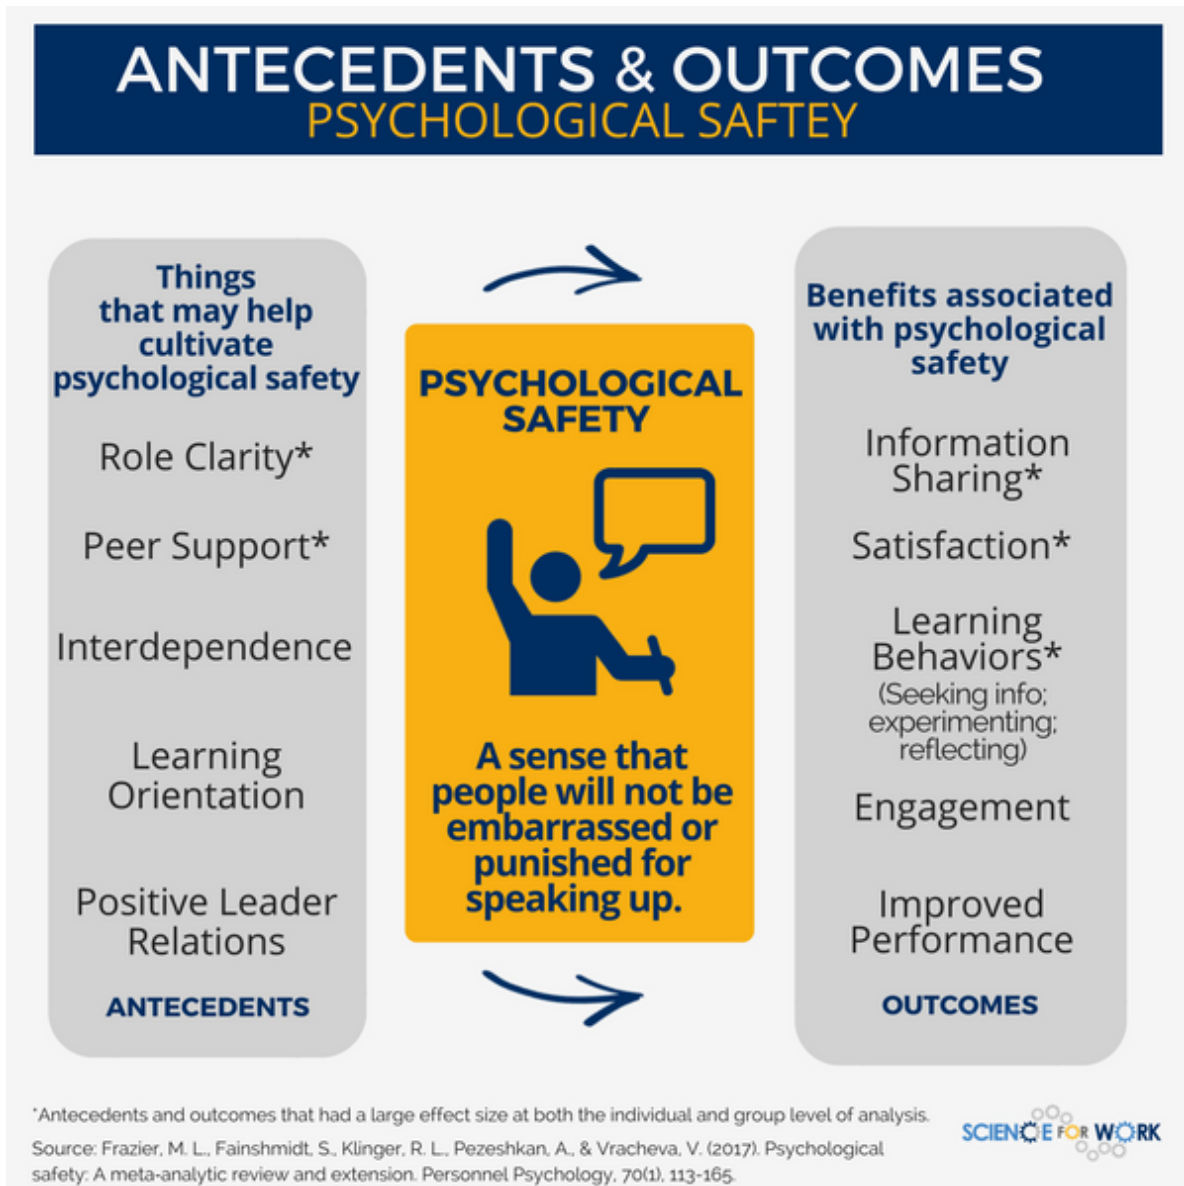 ANTECEDENTS & OUTCOMES
PSYCHOLOGICAL SAFTEY
Things
that may help
cultivate
psychological safety
Role Clarity*
Peer Support*
Interdependence
Learning
Orientation
Positive Leader
Relations
ANTECEDENTS
PSYCHOLOGICAL
SAFETY
A sense that
people will not be
embarrassed or
punished for
speaking up.
Benefits associated
with psychological
safety
Information
Sharing*
Satisfaction*
Learning
Behaviors*
(Seeking info;
experimenting;
reflecting)
Engagement
Improved
Performance
OUTCOMES
*Antecedents and outcomes that had a large effect size at both the individual and group level of analysis.
Source: Frazier, M. L., Fainshmidt, S., Klinger, R. L., Pezeshkan, A., & Vracheva, V. (2017). Psychological
safety: A meta-analytic review and extension. Personnel Psychology, 70(1), 113-165.
SCIENCE FOR WORK